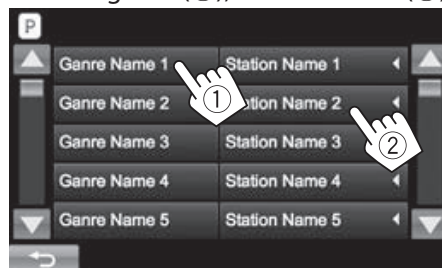 P
Ganre Name 1 Station Name 1
Ganre Name 2 Station Name 2
Ganre Name 3 Station Name 3
Ganre Name 4 Station Name 4
Ganre Name 5 Station Name 5
1
2